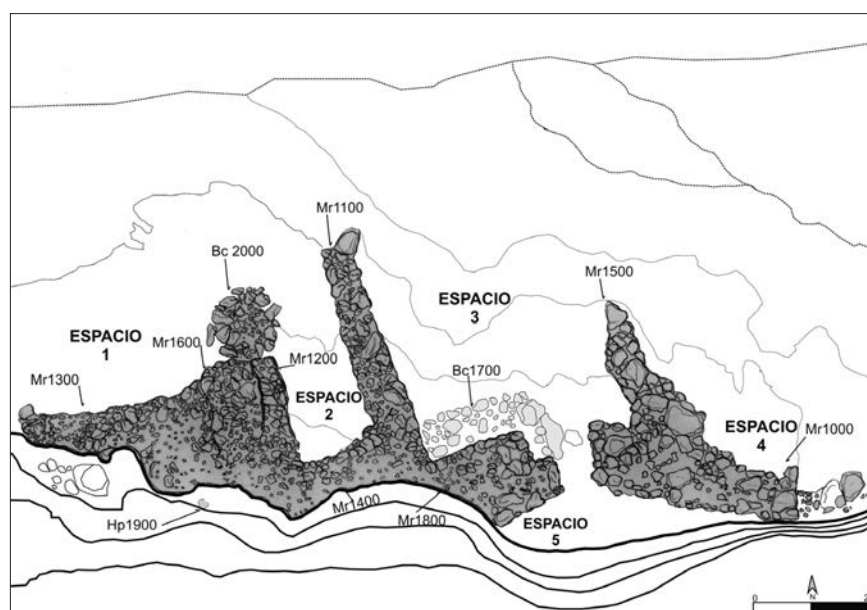 Mr1100
Bc 2000
Mr1500
ESPACIO
3
ESPACIO
1
Mr1600
Mr1200
Mr1300
ESPACIO
2
Bc1700
ESPACIO
4
Mr1000
Hp1900
Mr1400
Mr1800
ESPACIO
5
N
0